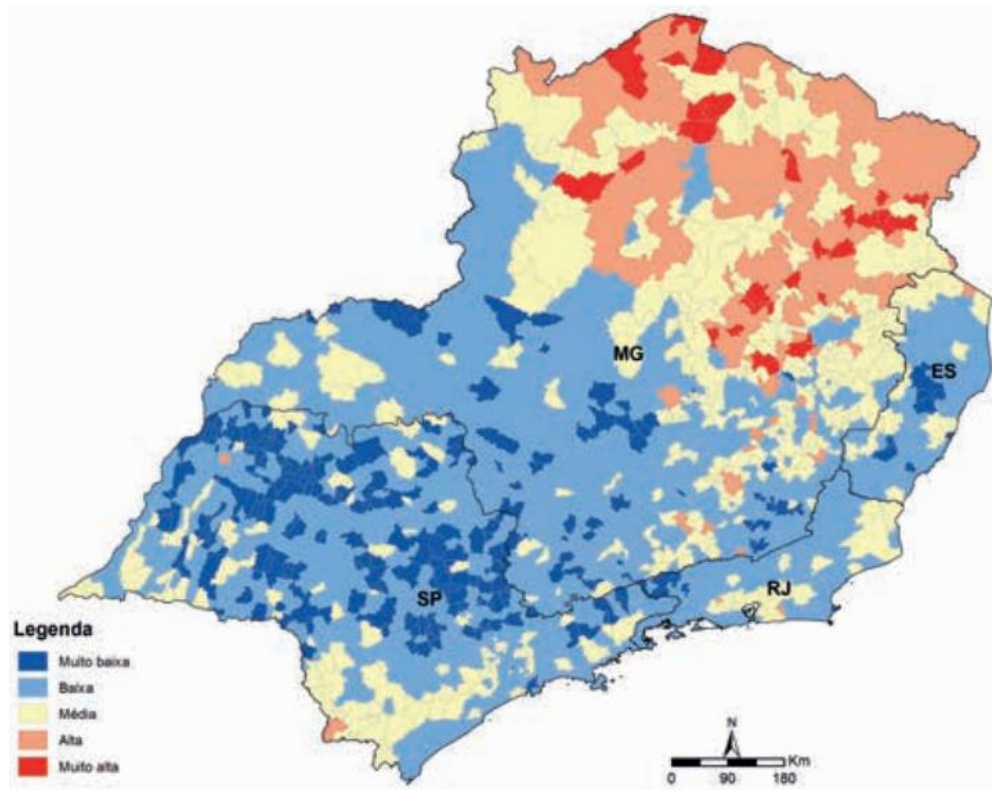 MG
ES
RJ
SP
Legenda
Muito baixa
Baixa
Média
Alta
Muito alta
N
Km
0 90 180